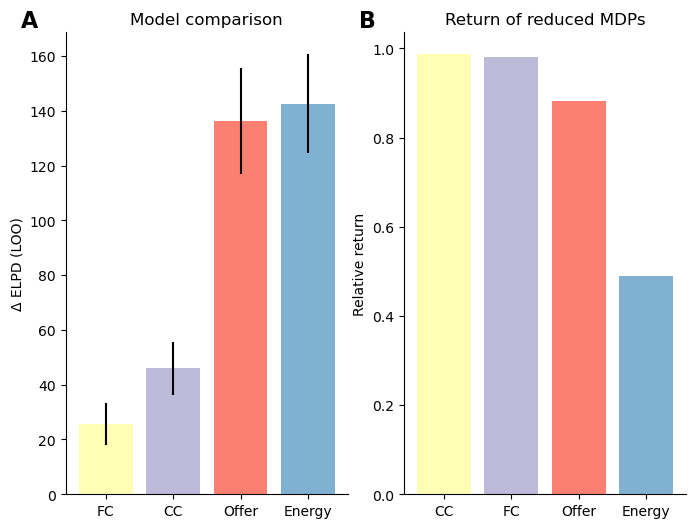 A
Model comparison
Δ ELPD (LOO)
160
140
120
100
80
60
40
20
0
FC
CC
Offer
Energy
B
Return of reduced MDPs
Relative return
1.0
0.8
0.6
0.4
0.2
0.0
CC
FC
Offer
Energy